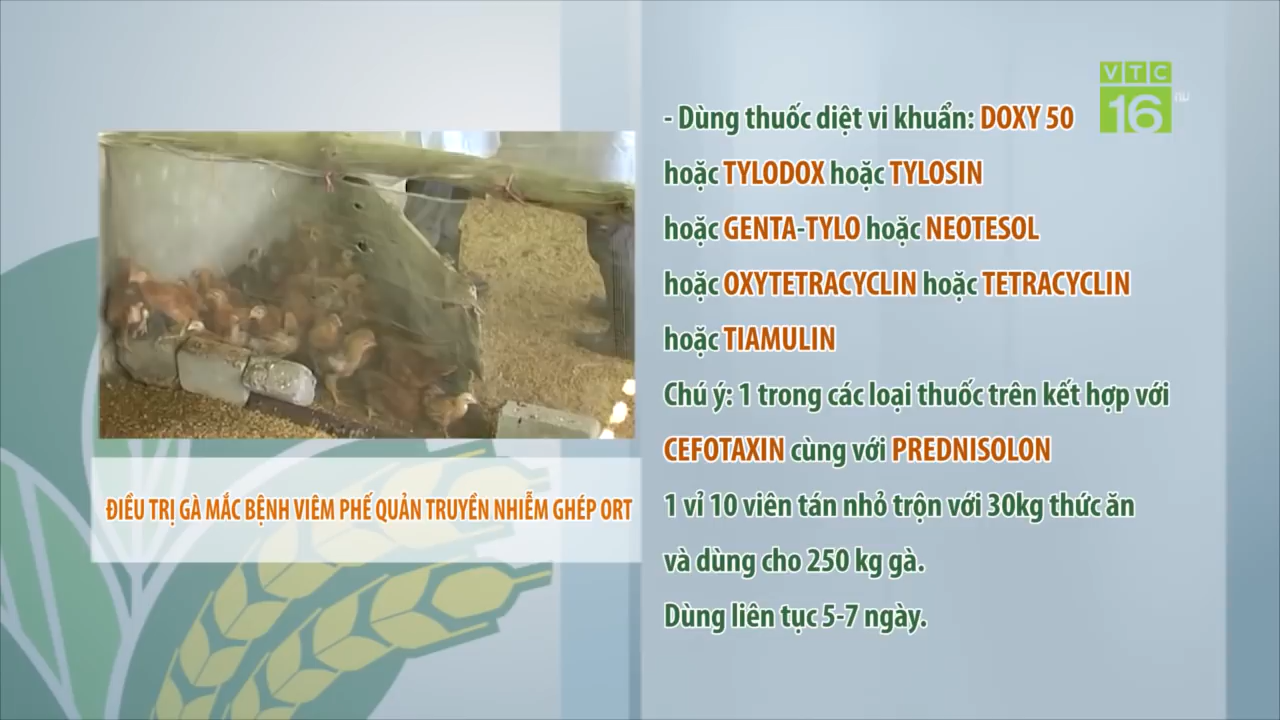 VTC
16
- Dùng thuốc diệt vi khuẩn: DOXY 50
hoặc TYLODOX hoặc TYLOSIN
hoặc GENTA-TYLO hoặc NEOTESOL
hoặc OXYTETRACYCLIN hoặc TETRACYCLIN
hoặc TIAMULIN
Chú ý: 1 trong các loại thuốc trên kết hợp với
CEFOTAXIN cùng với PREDNISOLON
1 vỉ 10 viên tán nhỏ trộn với 30kg thức ăn
và dùng cho 250 kg gà.
Dùng liên tục 5-7 ngày.
ĐIỀU TRỊ GÀ MẮC BỆNH VIÊM PHẾ QUẢN TRUYỀN NHIỄM GHÉP ORT